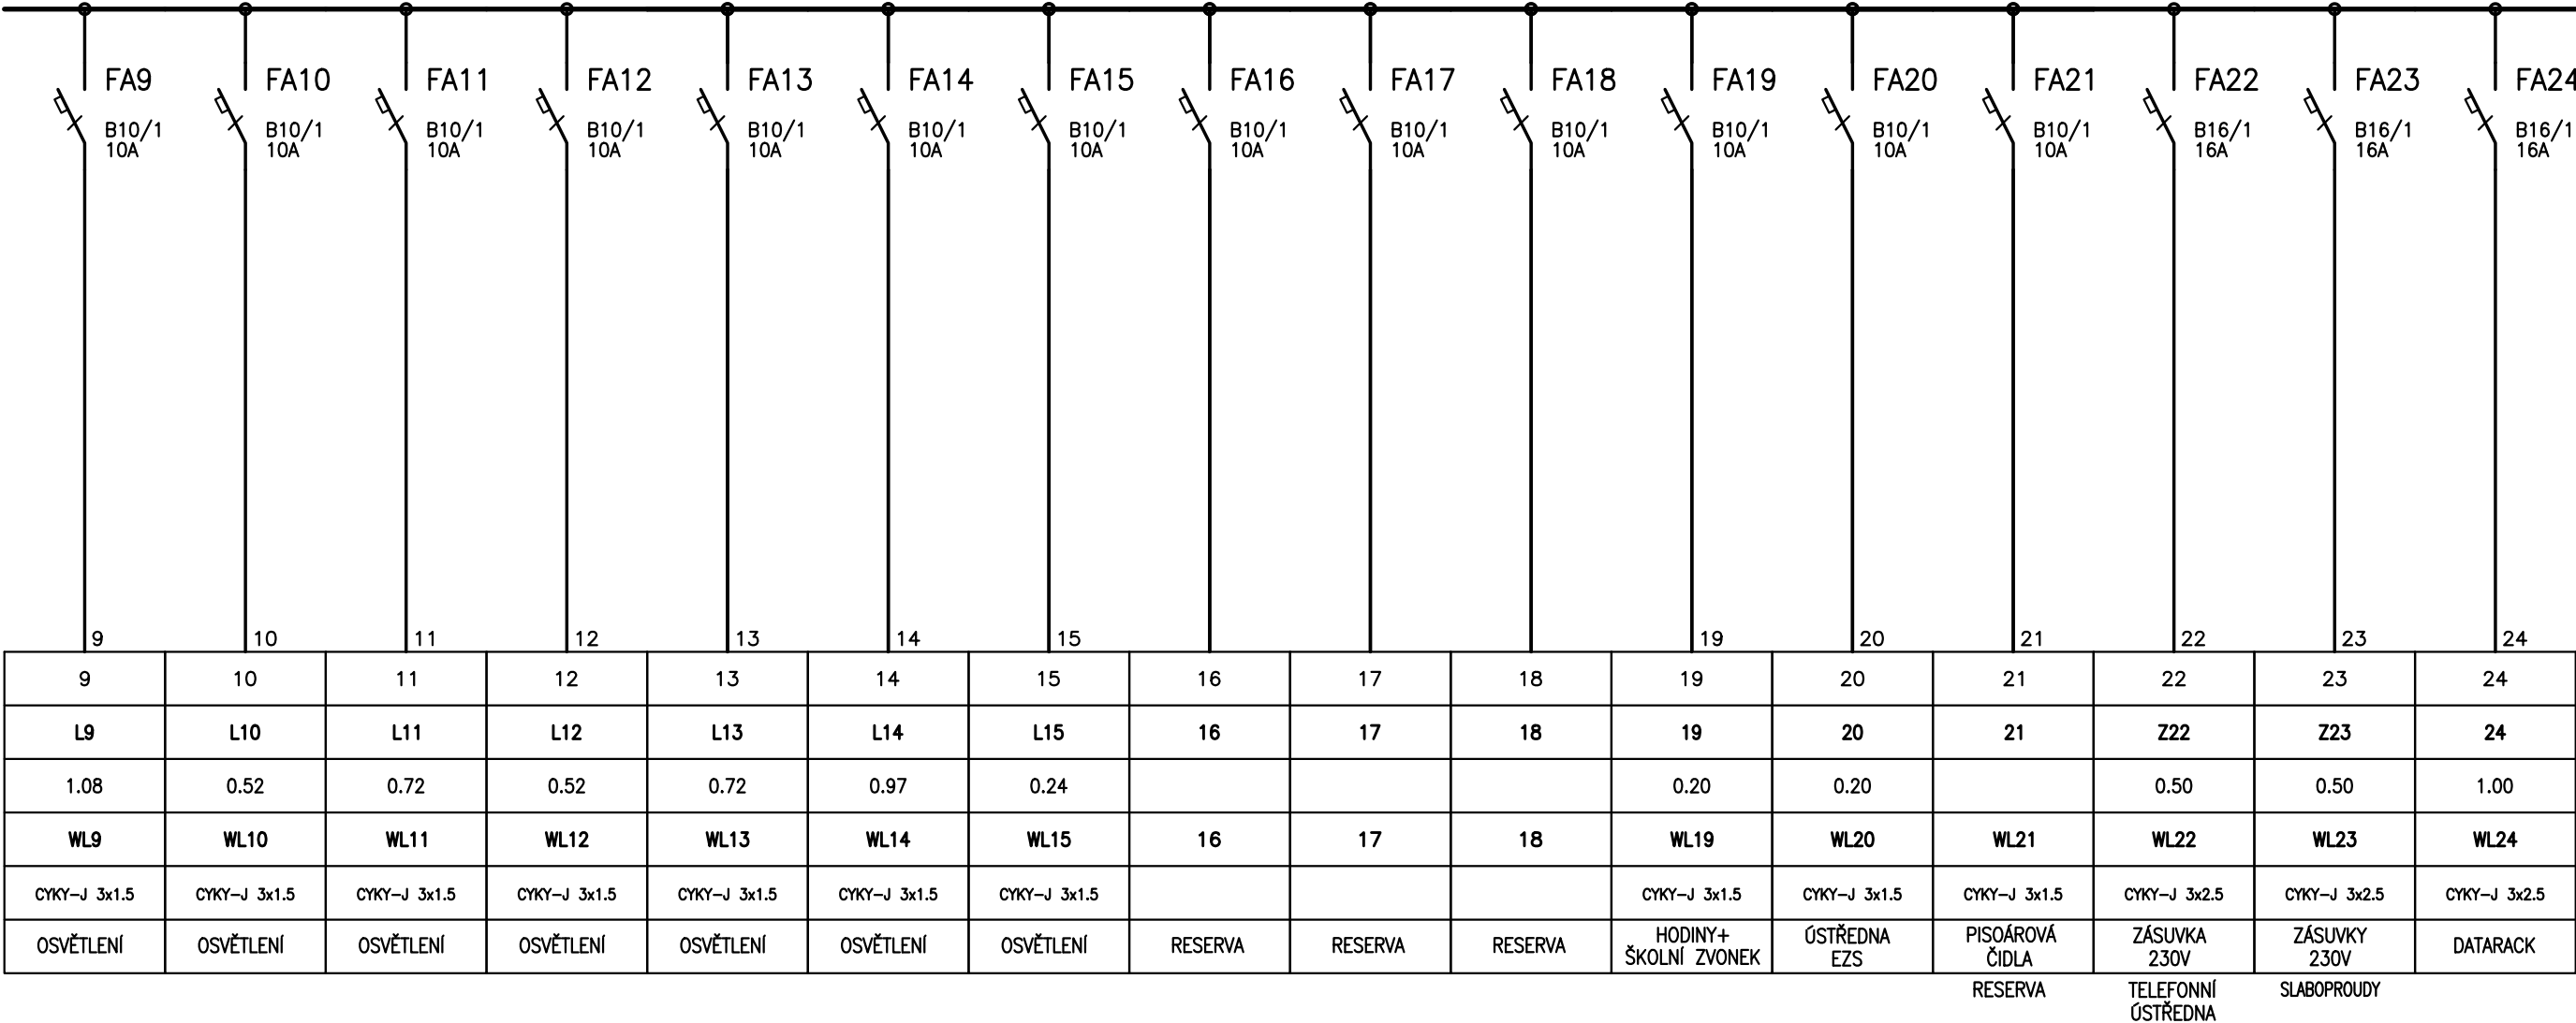 FA9 FA10 FA11 FA12 FA13 FA14 FA15 FA16 FA17 FA18 FA19 FA20 FA21 FA22 FA23 FA24
B10/1 B10/1 B10/1 B10/1 B10/1 B10/1 B10/1 B10/1 B10/1 B10/1 B10/1 B10/1 B10/1 B16/1 B16/1 B16/1
10A 10A 10A 10A 10A 10A 10A 10A 10A 10A 10A 10A 10A 16A 16A 16A
9 10 11 12 13 14 15 19 20 21 22 23 24
9 10 11 12 13 14 15 16 17 18 19 20 21 22 23 24
L9 L10 L11 L12 L13 L14 L15 16 17 18 19 20 21 Z22 Z23 24
1.08 0.52 0.72 0.52 0.72 0.97 0.24 0.20 0.20 0.50 0.50 1.00
WL9 WL10 WL11 WL12 WL13 WL14 WL15 16 17 18 WL19 WL20 WL21 WL22 WL23 WL24
CYKY-J 3x1.5 CYKY-J 3x1.5 CYKY-J 3x1.5 CYKY-J 3x1.5 CYKY-J 3x1.5 CYKY-J 3x1.5 CYKY-J 3x1.5 CYKY-J 3x1.5 CYKY-J 3x1.5 CYKY-J 3x1.5 CYKY-J 3x2.5 CYKY-J 3x2.5 CYKY-J 3x2.5
OSVĚTLENÍ OSVĚTLENÍ OSVĚTLENÍ OSVĚTLENÍ OSVĚTLENÍ OSVĚTLENÍ OSVĚTLENÍ RESERVA RESERVA RESERVA
HODINY+
ŠKOLNÍ ZVONEK
ÚSTŘEDNA
EZS
PISOÁROVÁ
ČIDLA
ZÁSUVKA
230V
ZÁSUVKY
230V
DATARACK
RESERVA
TELEFONNÍ
ÚSTŘEDNA
SLABOPROUDY